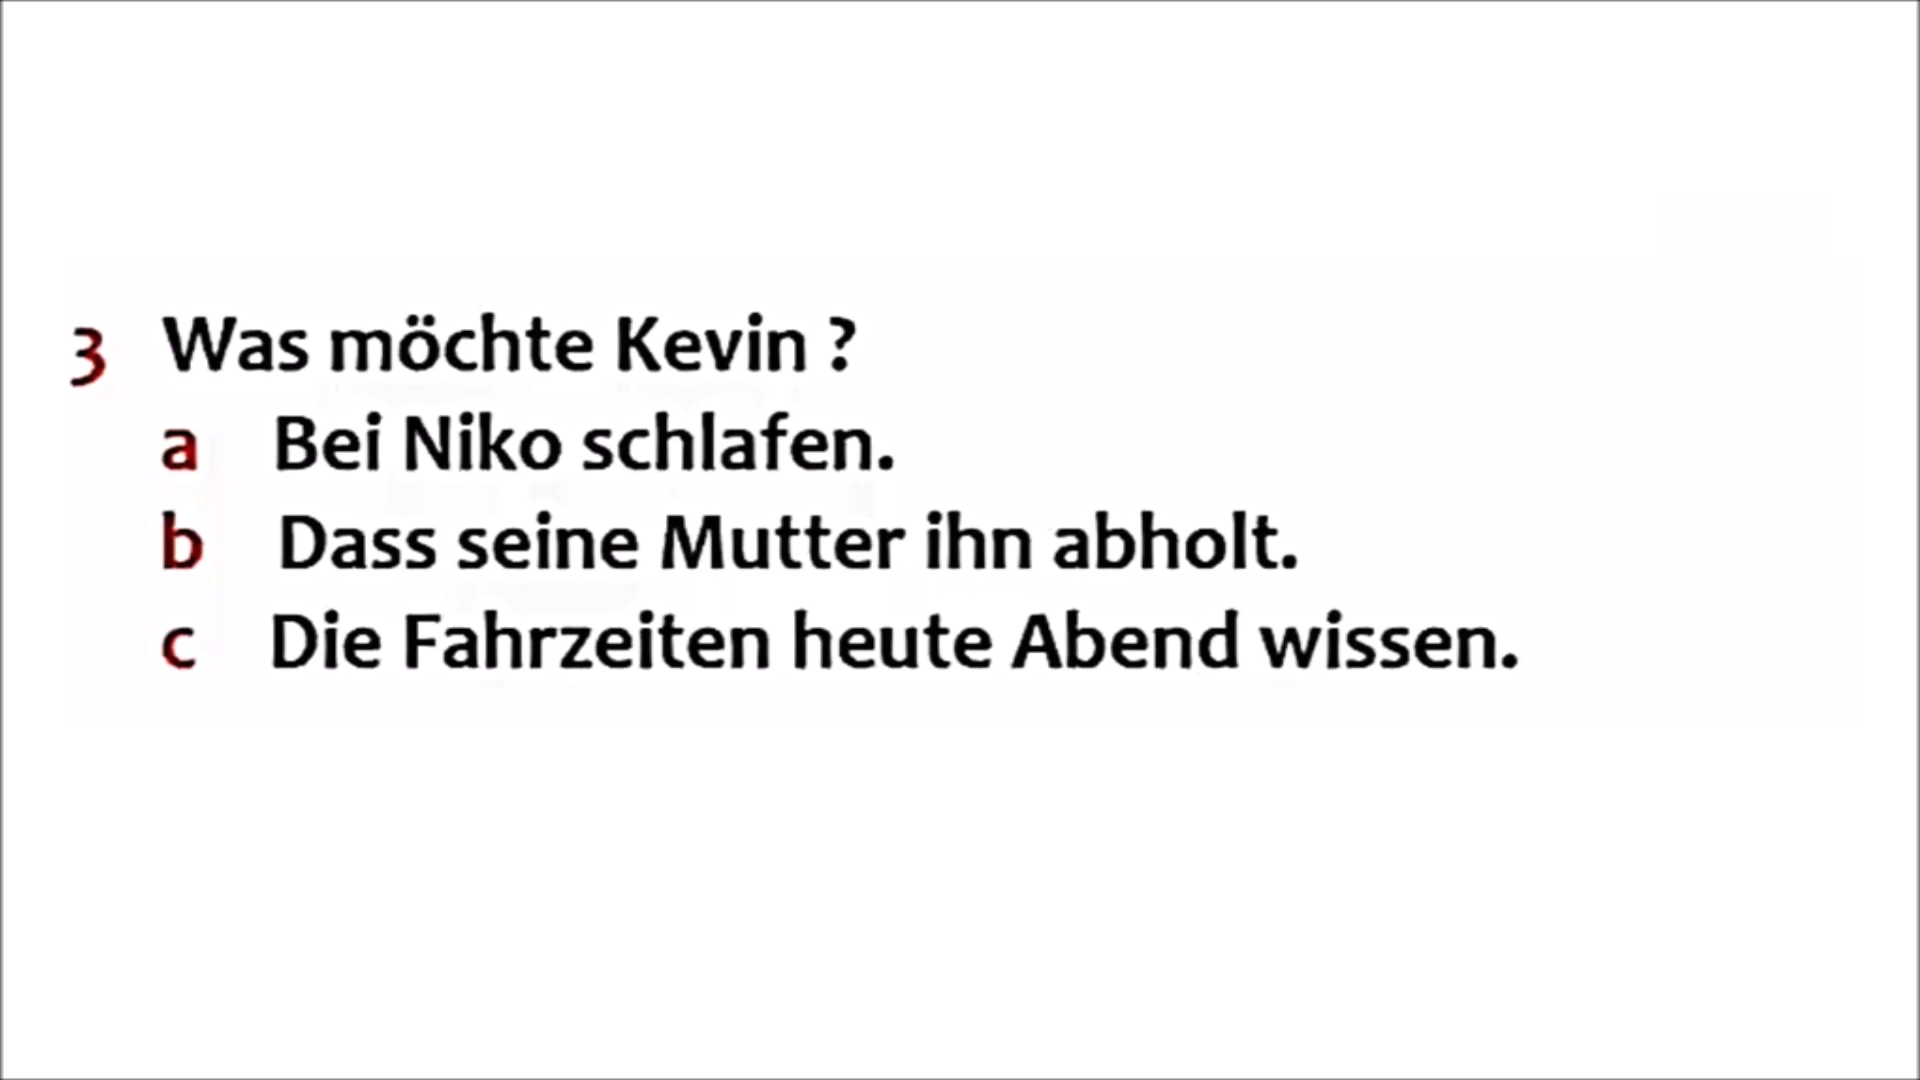 3 Was möchte Kevin ?
a Bei Niko schlafen.
b Dass seine Mutter ihn abholt.
c Die Fahrzeiten heute Abend wissen.